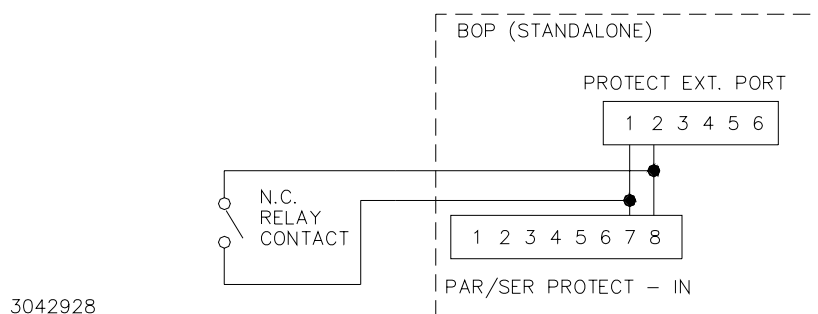 BOP (STANDALONE)
PROTECT EXT. PORT
1 2 3 4 5 6
N.C.
RELAY
CONTACT
1 2 3 4 5 6 7 8
PAR/SER PROTECT – IN
3042928